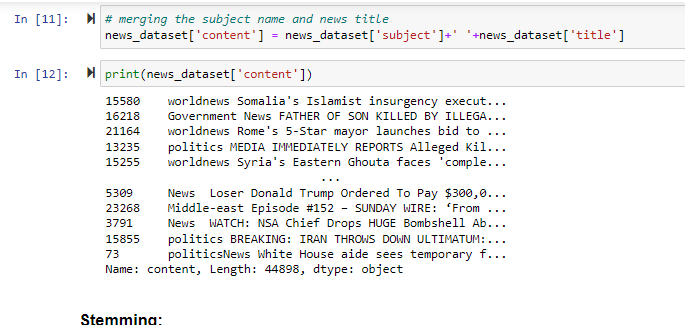 In [11]: # merging the subject name and news title
news_dataset['content'] = news_dataset['subject']+' '+news_dataset['title']
In [12]: print(news_dataset['content'])
15580    worldnews Somalia's Islamist insurgency execut...
16218    Government News FATHER OF SON KILLED BY ILLEGA...
21164    worldnews Rome's 5-Star mayor launches bid to ...
13235    politics MEDIA IMMEDIATELY REPORTS Alleged Kil...
15255    worldnews Syria's Eastern Ghouta faces 'comple...
...
5309     News  Loser Donald Trump Ordered To Pay $300,0...
23268    Middle-east Episode #152 – SUNDAY WIRE: ‘From ...
3791     News  WATCH: NSA Chief Drops HUGE Bombshell Ab...
15855    politics BREAKING: IRAN THROWS DOWN ULTIMATUM:...
73       politicsNews White House aide sees temporary f...
Name: content, Length: 44898, dtype: object
Stemming: